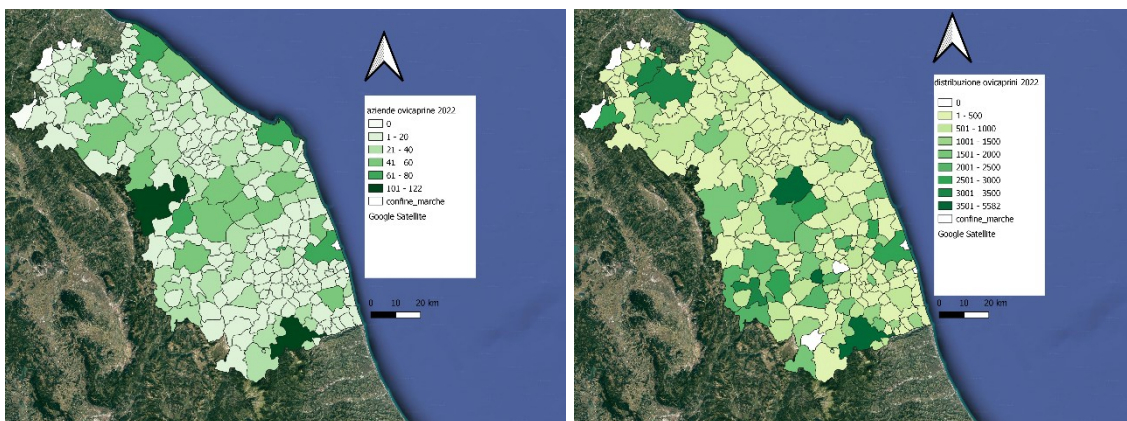 aziende ovicaprine 2022
0
1 - 20
21 - 40
41 - 60
61 - 80
101 - 122
confine_marche
Google Satellite
0 10 20 km
distribuzione ovicaprini 2022
0
1 - 500
501 - 1000
1001 - 1500
1501 - 2000
2001 - 2500
2501 - 3000
3001 - 3500
3501 - 5582
confine_marche
Google Satellite
0 10 20 km